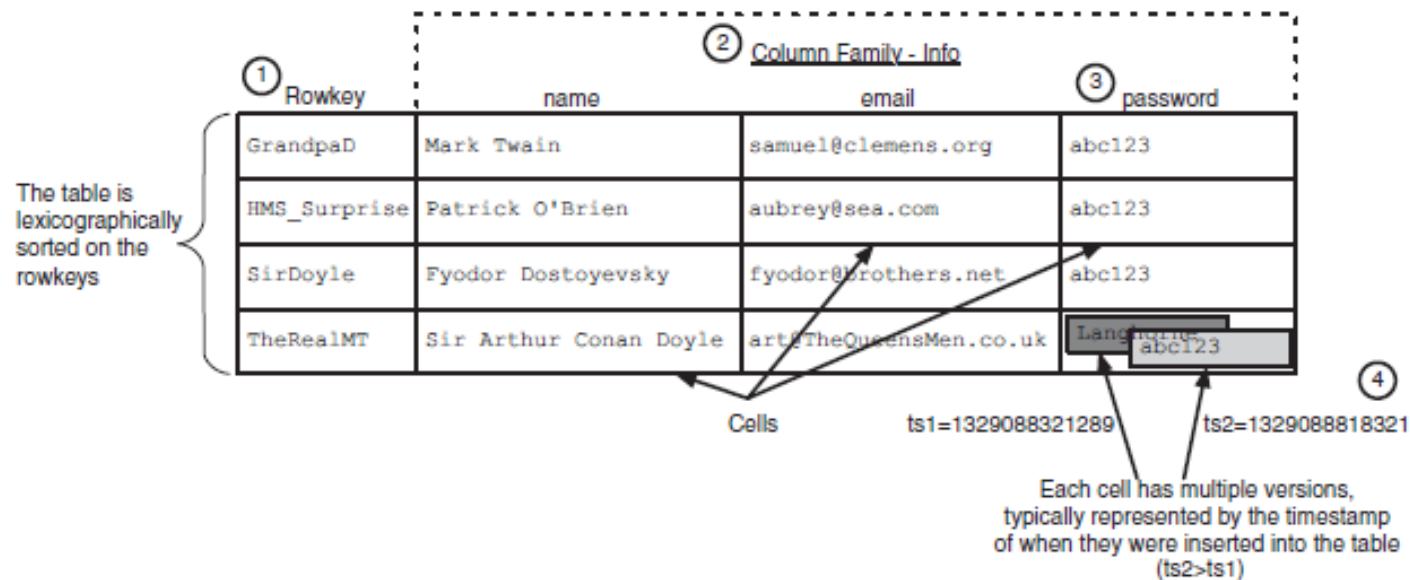 2 Column Family - Info
1 Rowkey name email 3 password
GrandpaD Mark Twain samuel@clemens.org abc123
The table is
lexicographically
sorted on the
rowkeys
HMS_Surprise Patrick O'Brien aubrey@sea.com abc123
SirDoyle Fyodor Dostoyevsky fyodor@brothers.net abc123
TheRealMT Sir Arthur Conan Doyle art@TheQueensMen.co.uk Langhorne
abc123
4
Cells ts1=1329088321289 ts2=1329088818321
Each cell has multiple versions,
typically represented by the timestamp
of when they were inserted into the table
(ts2>ts1)